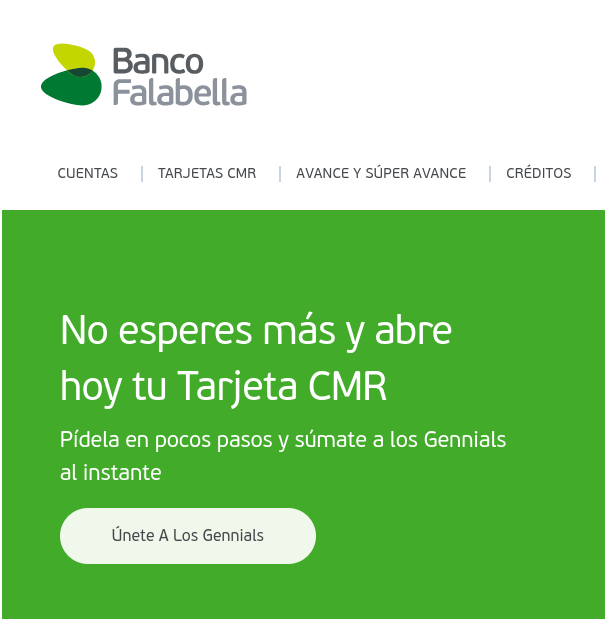 Banco
Falabella
CUENTAS | TARJETAS CMR | AVANCE Y SÚPER AVANCE | CRÉDITOS |
No esperes más y abre
hoy tu Tarjeta CMR
Pídela en pocos pasos y súmate a los Gennials
al instante
Únete A Los Gennials